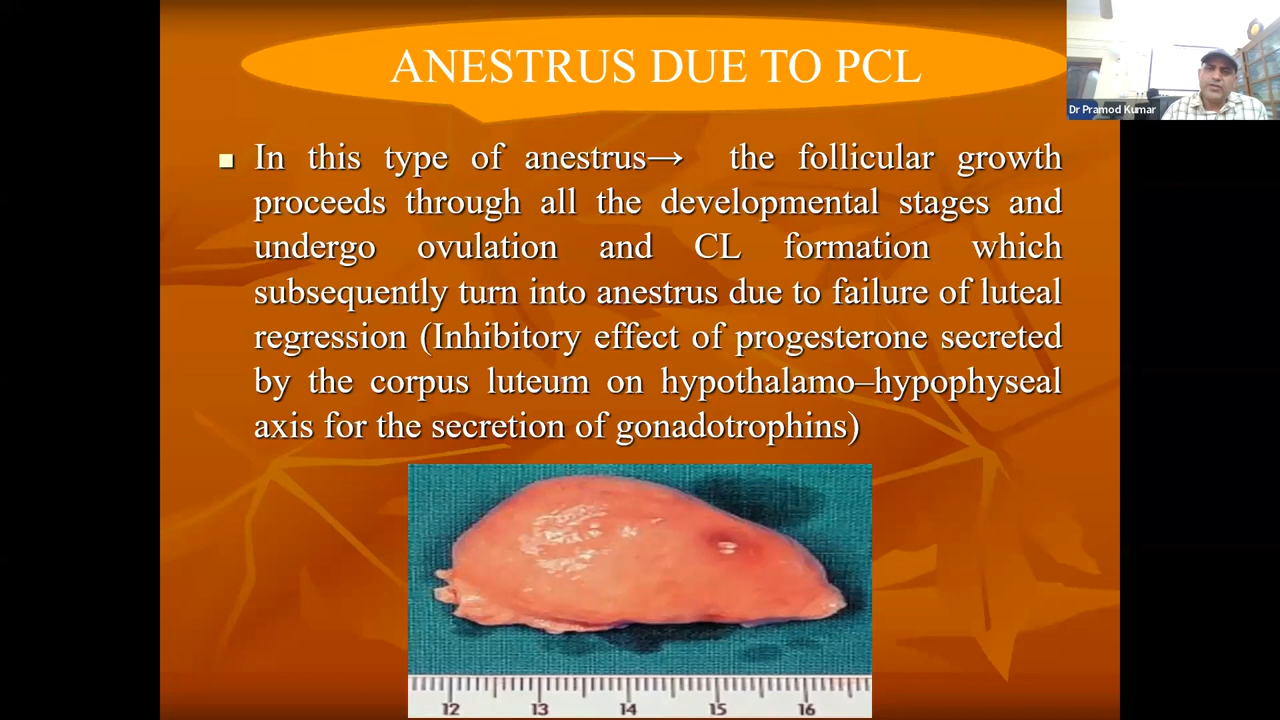 ANESTRUS DUE TO PCL
Dr Pramod Kumar
In this type of anestrus→ the follicular growth
proceeds through all the developmental stages and
undergo ovulation and CL formation which
subsequently turn into anestrus due to failure of luteal
regression (Inhibitory effect of progesterone secreted
by the corpus luteum on hypothalamo–hypophyseal
axis for the secretion of gonadotrophins)
12 13 14 15 16